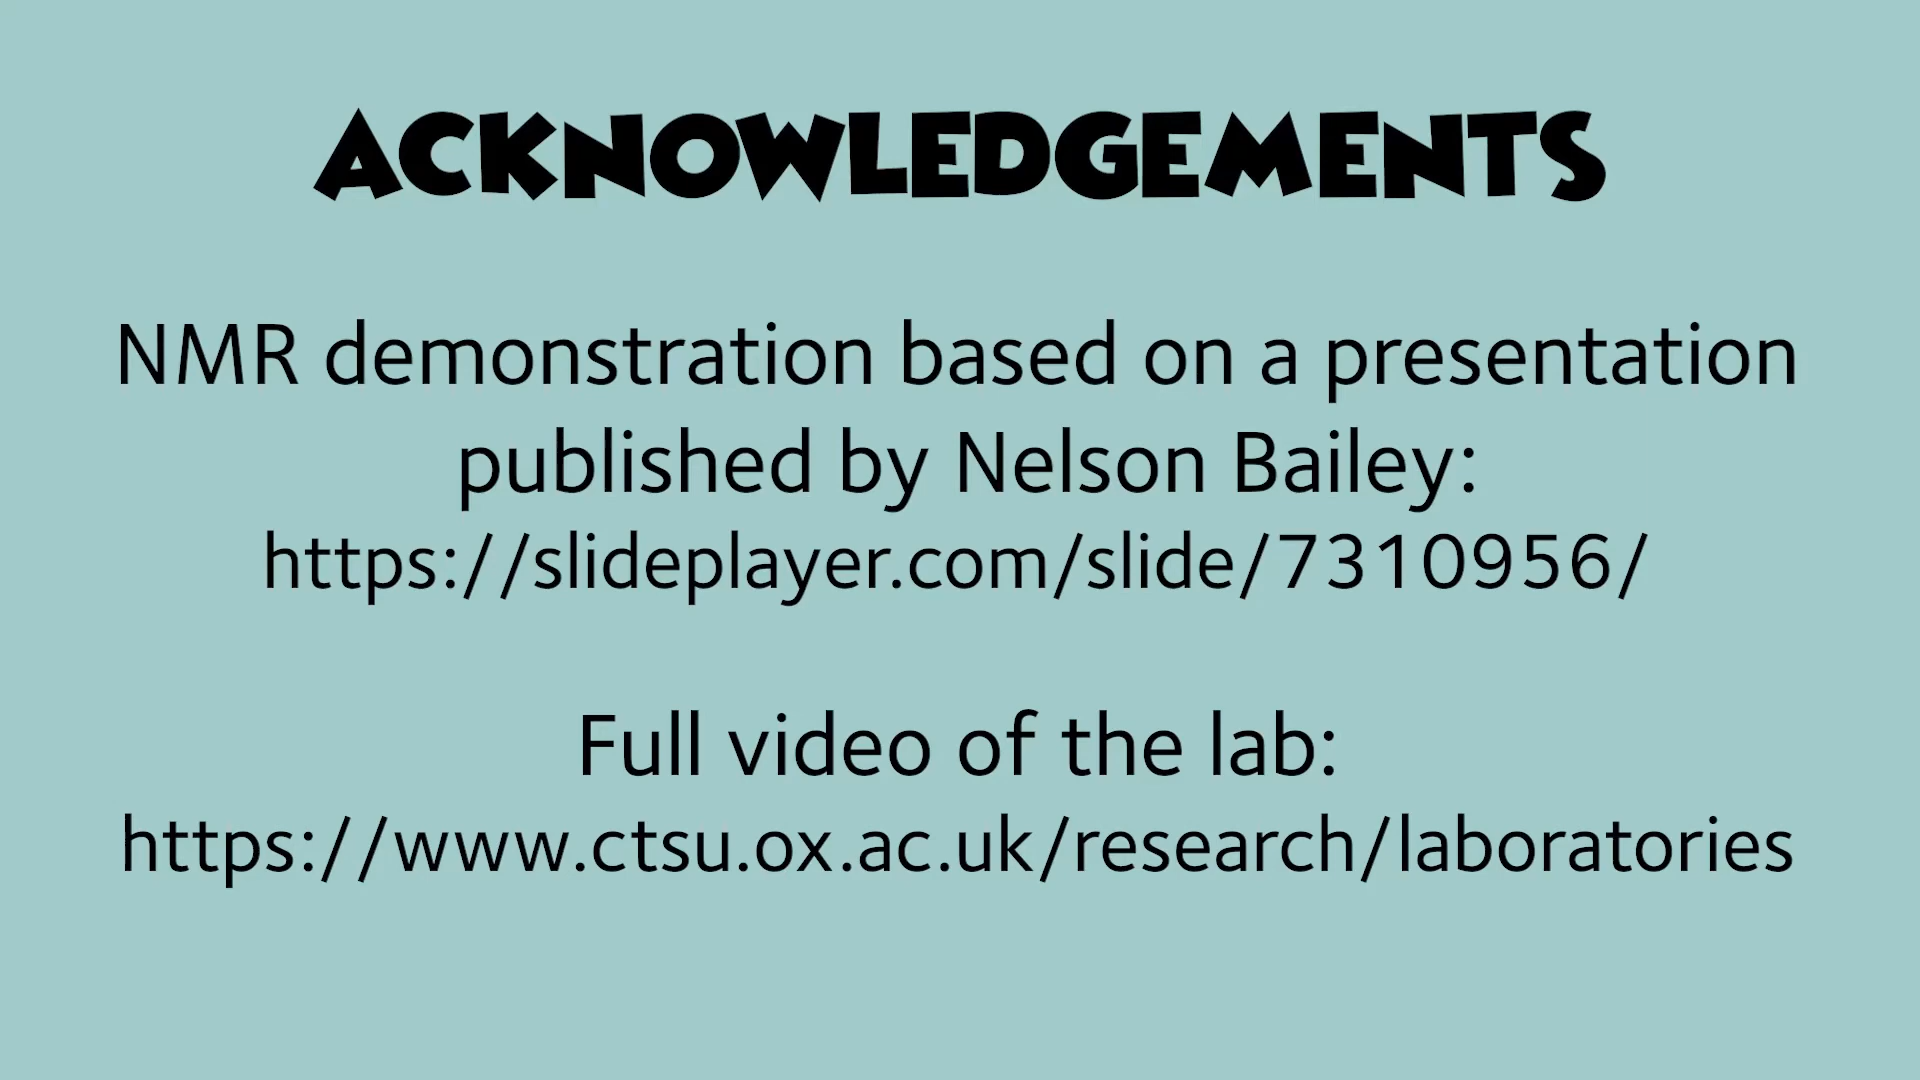 ACKNOWLEDGEMENTS
NMR demonstration based on a presentation
published by Nelson Bailey:
https://slideplayer.com/slide/7310956/
Full video of the lab:
https://www.ctsu.ox.ac.uk/research/laboratories